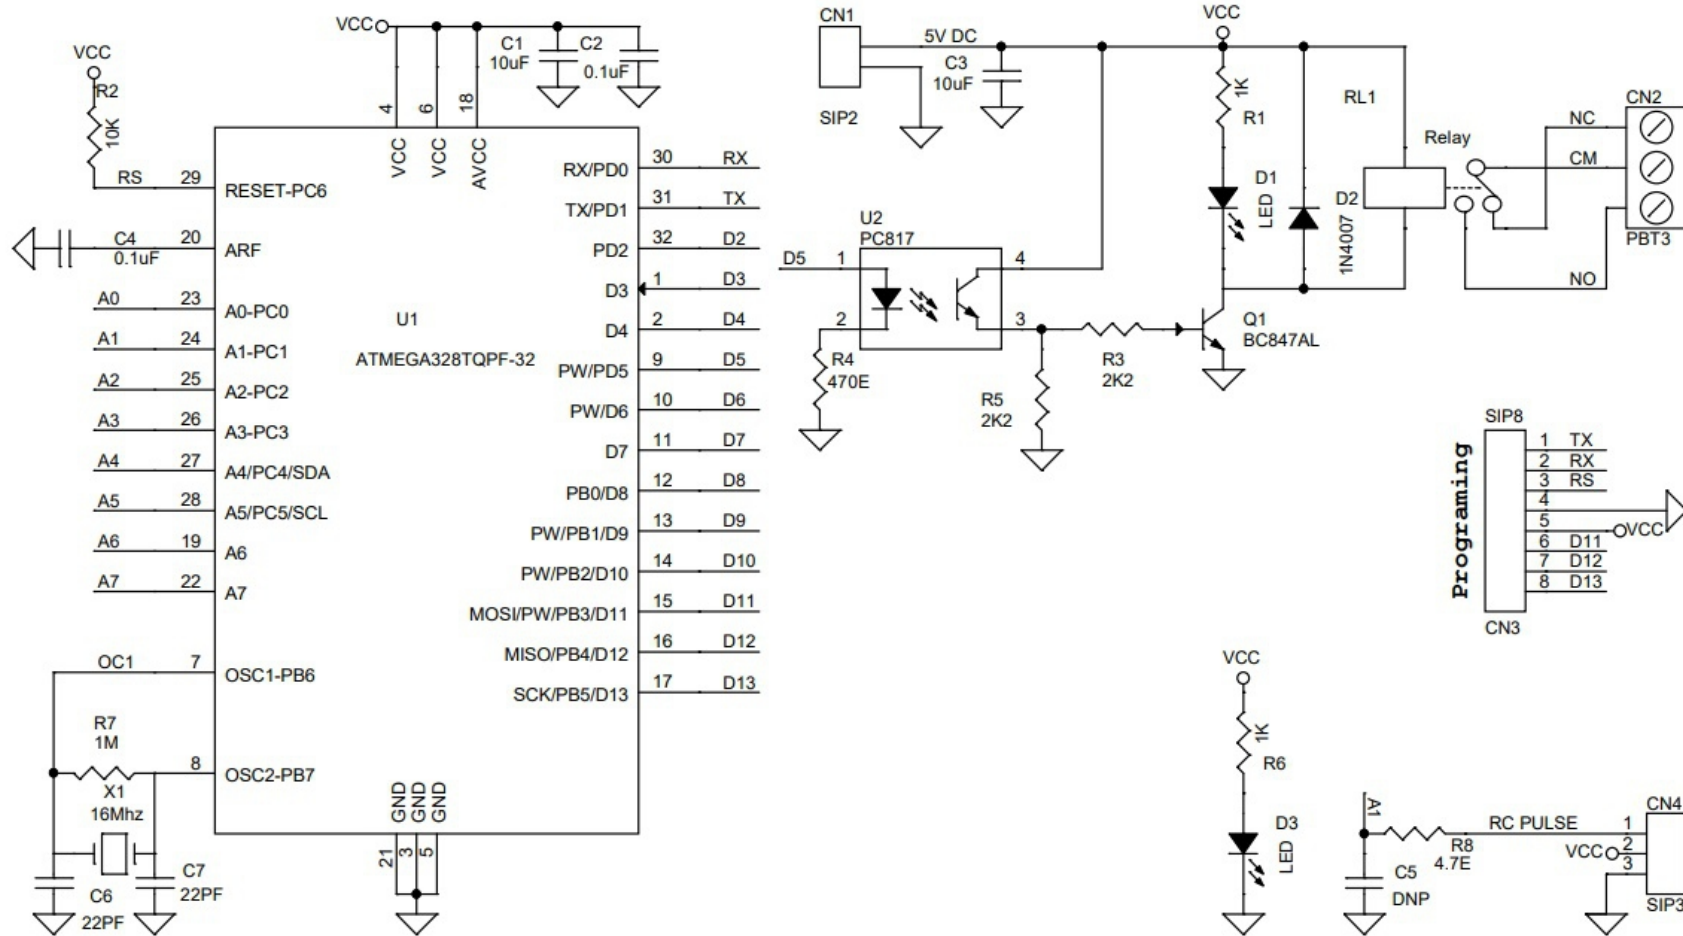 VCC
R2
10K
RS
29
RESET-PC6
C4
0.1uF
20
ARF
A0
23
A0-PC0
A1
24
A1-PC1
A2
25
A2-PC2
A3
26
A3-PC3
A4
27
A4/PC4/SDA
A5
28
A5/PC5/SCL
A6
19
A6
A7
22
A7
OC1
7
OSC1-PB6
R7
1M
8
OSC2-PB7
X1
16Mhz
C6
22PF
C7
22PF
VCC
C1
10uF
C2
0.1uF
4
6
18
VCC
VCC
AVCC
U1
ATMEGA328TQPF-32
GND
GND
GND
21
3
5
RX/PD0
30
RX
TX/PD1
31
TX
PD2
32
D2
D3
1
D3
D4
2
D4
PW/PD5
9
D5
PW/D6
10
D6
D7
11
D7
PB0/D8
12
D8
PW/PB1/D9
13
D9
PW/PB2/D10
14
D10
MOSI/PW/PB3/D11
15
D11
MISO/PB4/D12
16
D12
SCK/PB5/D13
17
D13
CN1
SIP2
5V DC
C3
10uF
VCC
1K
R1
D1
LED
D2
1N4007
RL1
Relay
NC
CM
NO
CN2
PBT3
U2
PC817
D5
1
2
4
3
R4
470E
R5
2K2
R3
2K2
Q1
BC847AL
SIP8
Programing
1 TX
2 RX
3 RS
4
5 VCC
6 D11
7 D12
8 D13
CN3
VCC
1K
R6
D3
LED
A1
C5
DNP
R8
4.7E
RC PULSE
VCC
CN4
1
2
3
SIP3